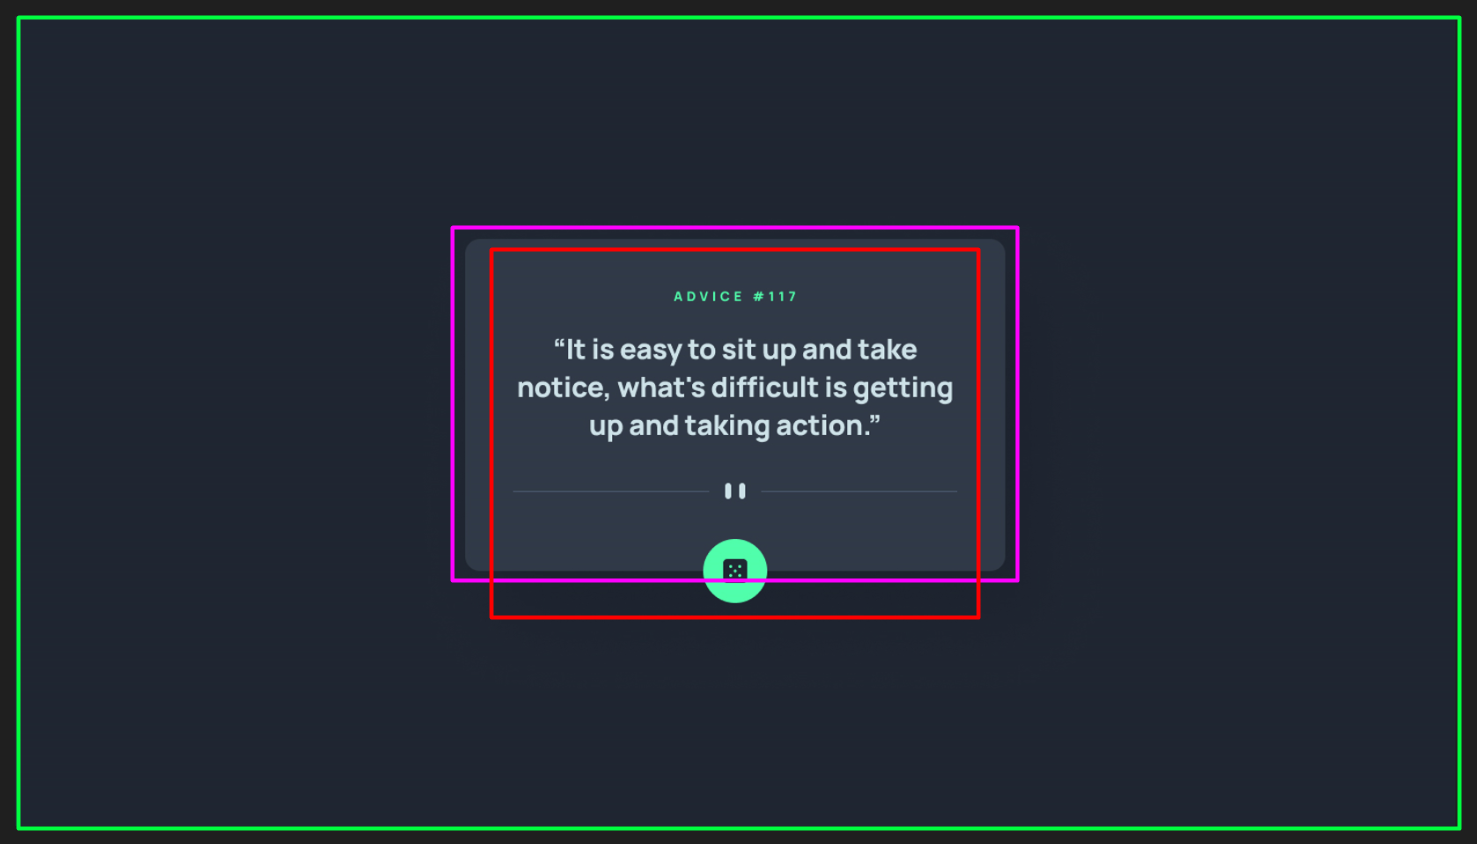 ADVICE #117
“It is easy to sit up and take
notice, what's difficult is getting
up and taking action.”